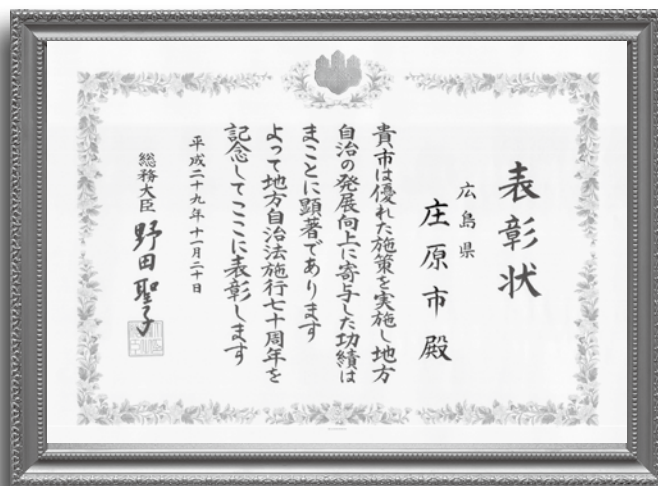 表彰状
広島県
庄原市殿
貴市は優れた施策を実施し地方
自治の発展向上に寄与した功績は
まことに顕著であります
よって地方自治法施行七十周年を
記念してここに表彰します
平成二十九年十一月二十日
総務大臣
野田聖子